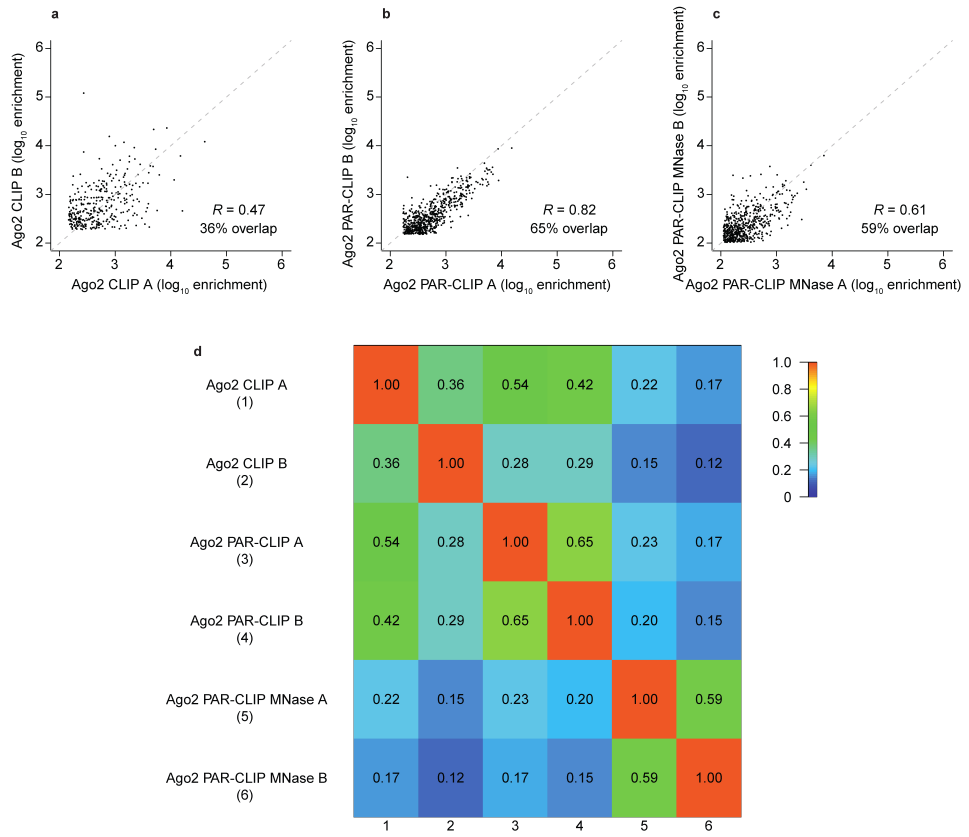 a
b
c
6
5
4
3
2
Ago2 CLIP B (log10 enrichment)
R = 0.47
36% overlap
2 3 4 5 6
Ago2 CLIP A (log10 enrichment)
6
5
4
3
2
Ago2 PAR-CLIP B (log10 enrichment)
R = 0.82
65% overlap
2 3 4 5 6
Ago2 PAR-CLIP A (log10 enrichment)
6
5
4
3
2
Ago2 PAR-CLIP MNase B (log10 enrichment)
R = 0.61
59% overlap
2 3 4 5 6
Ago2 PAR-CLIP MNase A (log10 enrichment)
d
Ago2 CLIP A
(1)
1.00 0.36 0.54 0.42 0.22 0.17
Ago2 CLIP B
(2)
0.36 1.00 0.28 0.29 0.15 0.12
Ago2 PAR-CLIP A
(3)
0.54 0.28 1.00 0.65 0.23 0.17
Ago2 PAR-CLIP B
(4)
0.42 0.29 0.65 1.00 0.20 0.15
Ago2 PAR-CLIP MNase A
(5)
0.22 0.15 0.23 0.20 1.00 0.59
Ago2 PAR-CLIP MNase B
(6)
0.17 0.12 0.17 0.15 0.59 1.00
1 2 3 4 5 6
1.0
0.8
0.6
0.4
0.2
0